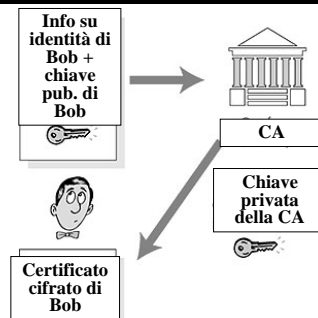 Info su
identità di
Bob +
chiave
pub. di
Bob
CA
Chiave
privata
della CA
Certificato
cifrato di
Bob